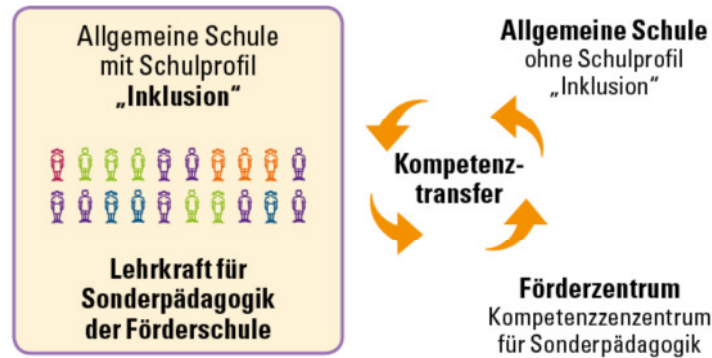 Allgemeine Schule
mit Schulprofil
„Inklusion“
Lehrkraft für
Sonderpädagogik
der Förderschule
Kompetenz-
transfer
Allgemeine Schule
ohne Schulprofil
„Inklusion“
Förderzentrum
Kompetenzzenzentrum
für Sonderpädagogik